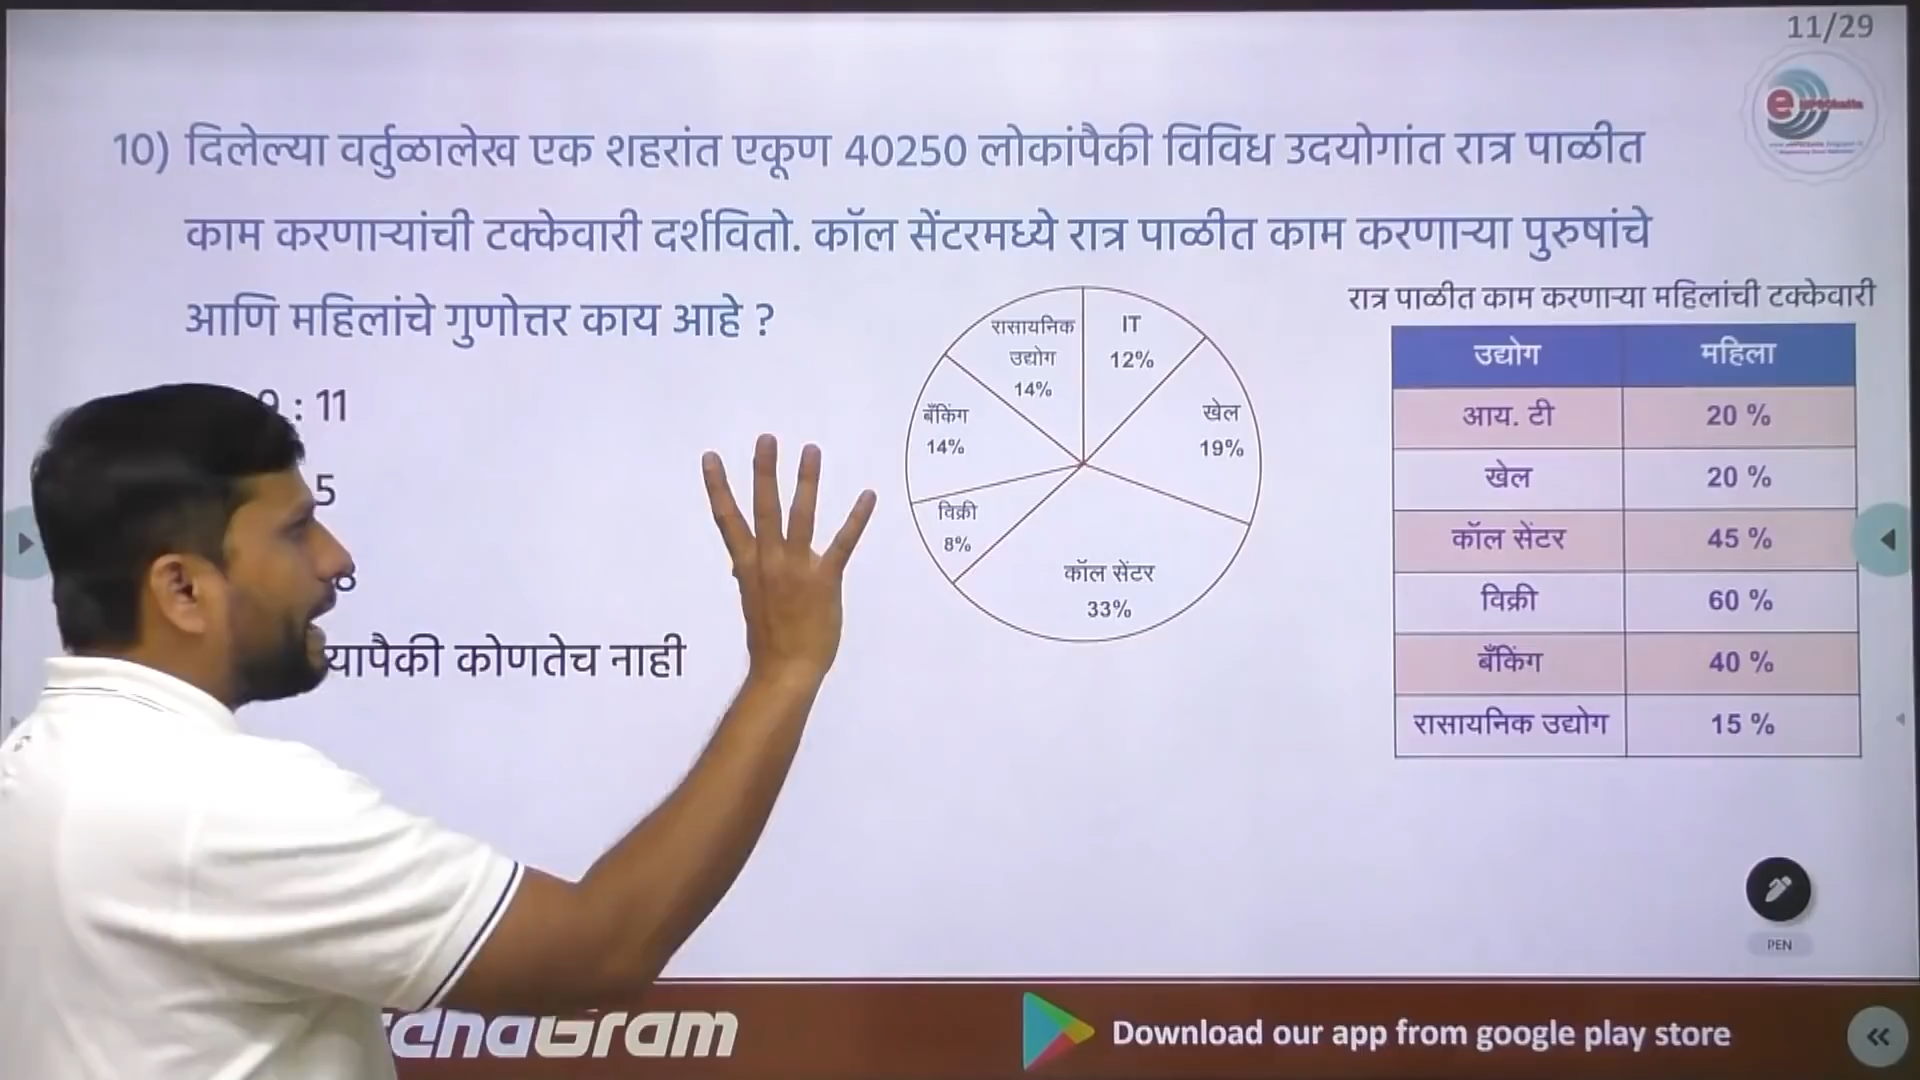 11/29
10) दिलेल्या वर्तुळालेख एक शहरांत एकूण 40250 लोकांपैकी विविध उदयोगांत रात्र पाळीत
काम करणाऱ्यांची टक्केवारी दर्शवितो. कॉल सेंटरमध्ये रात्र पाळीत काम करणाऱ्या पुरुषांचे
आणि महिलांचे गुणोत्तर काय आहे ?
: 11
5
यापैकी कोणतेच नाही
रासायनिक
उद्योग
14%
IT
12%
खेल
19%
बँकिंग
14%
विक्री
8%
कॉल सेंटर
33%
रात्र पाळीत काम करणाऱ्या महिलांची टक्केवारी
उद्योग महिला
आय. टी 20 %
खेल 20 %
कॉल सेंटर 45 %
विक्री 60 %
बँकिंग 40 %
रासायनिक उद्योग 15 %
PEN
Download our app from google play store